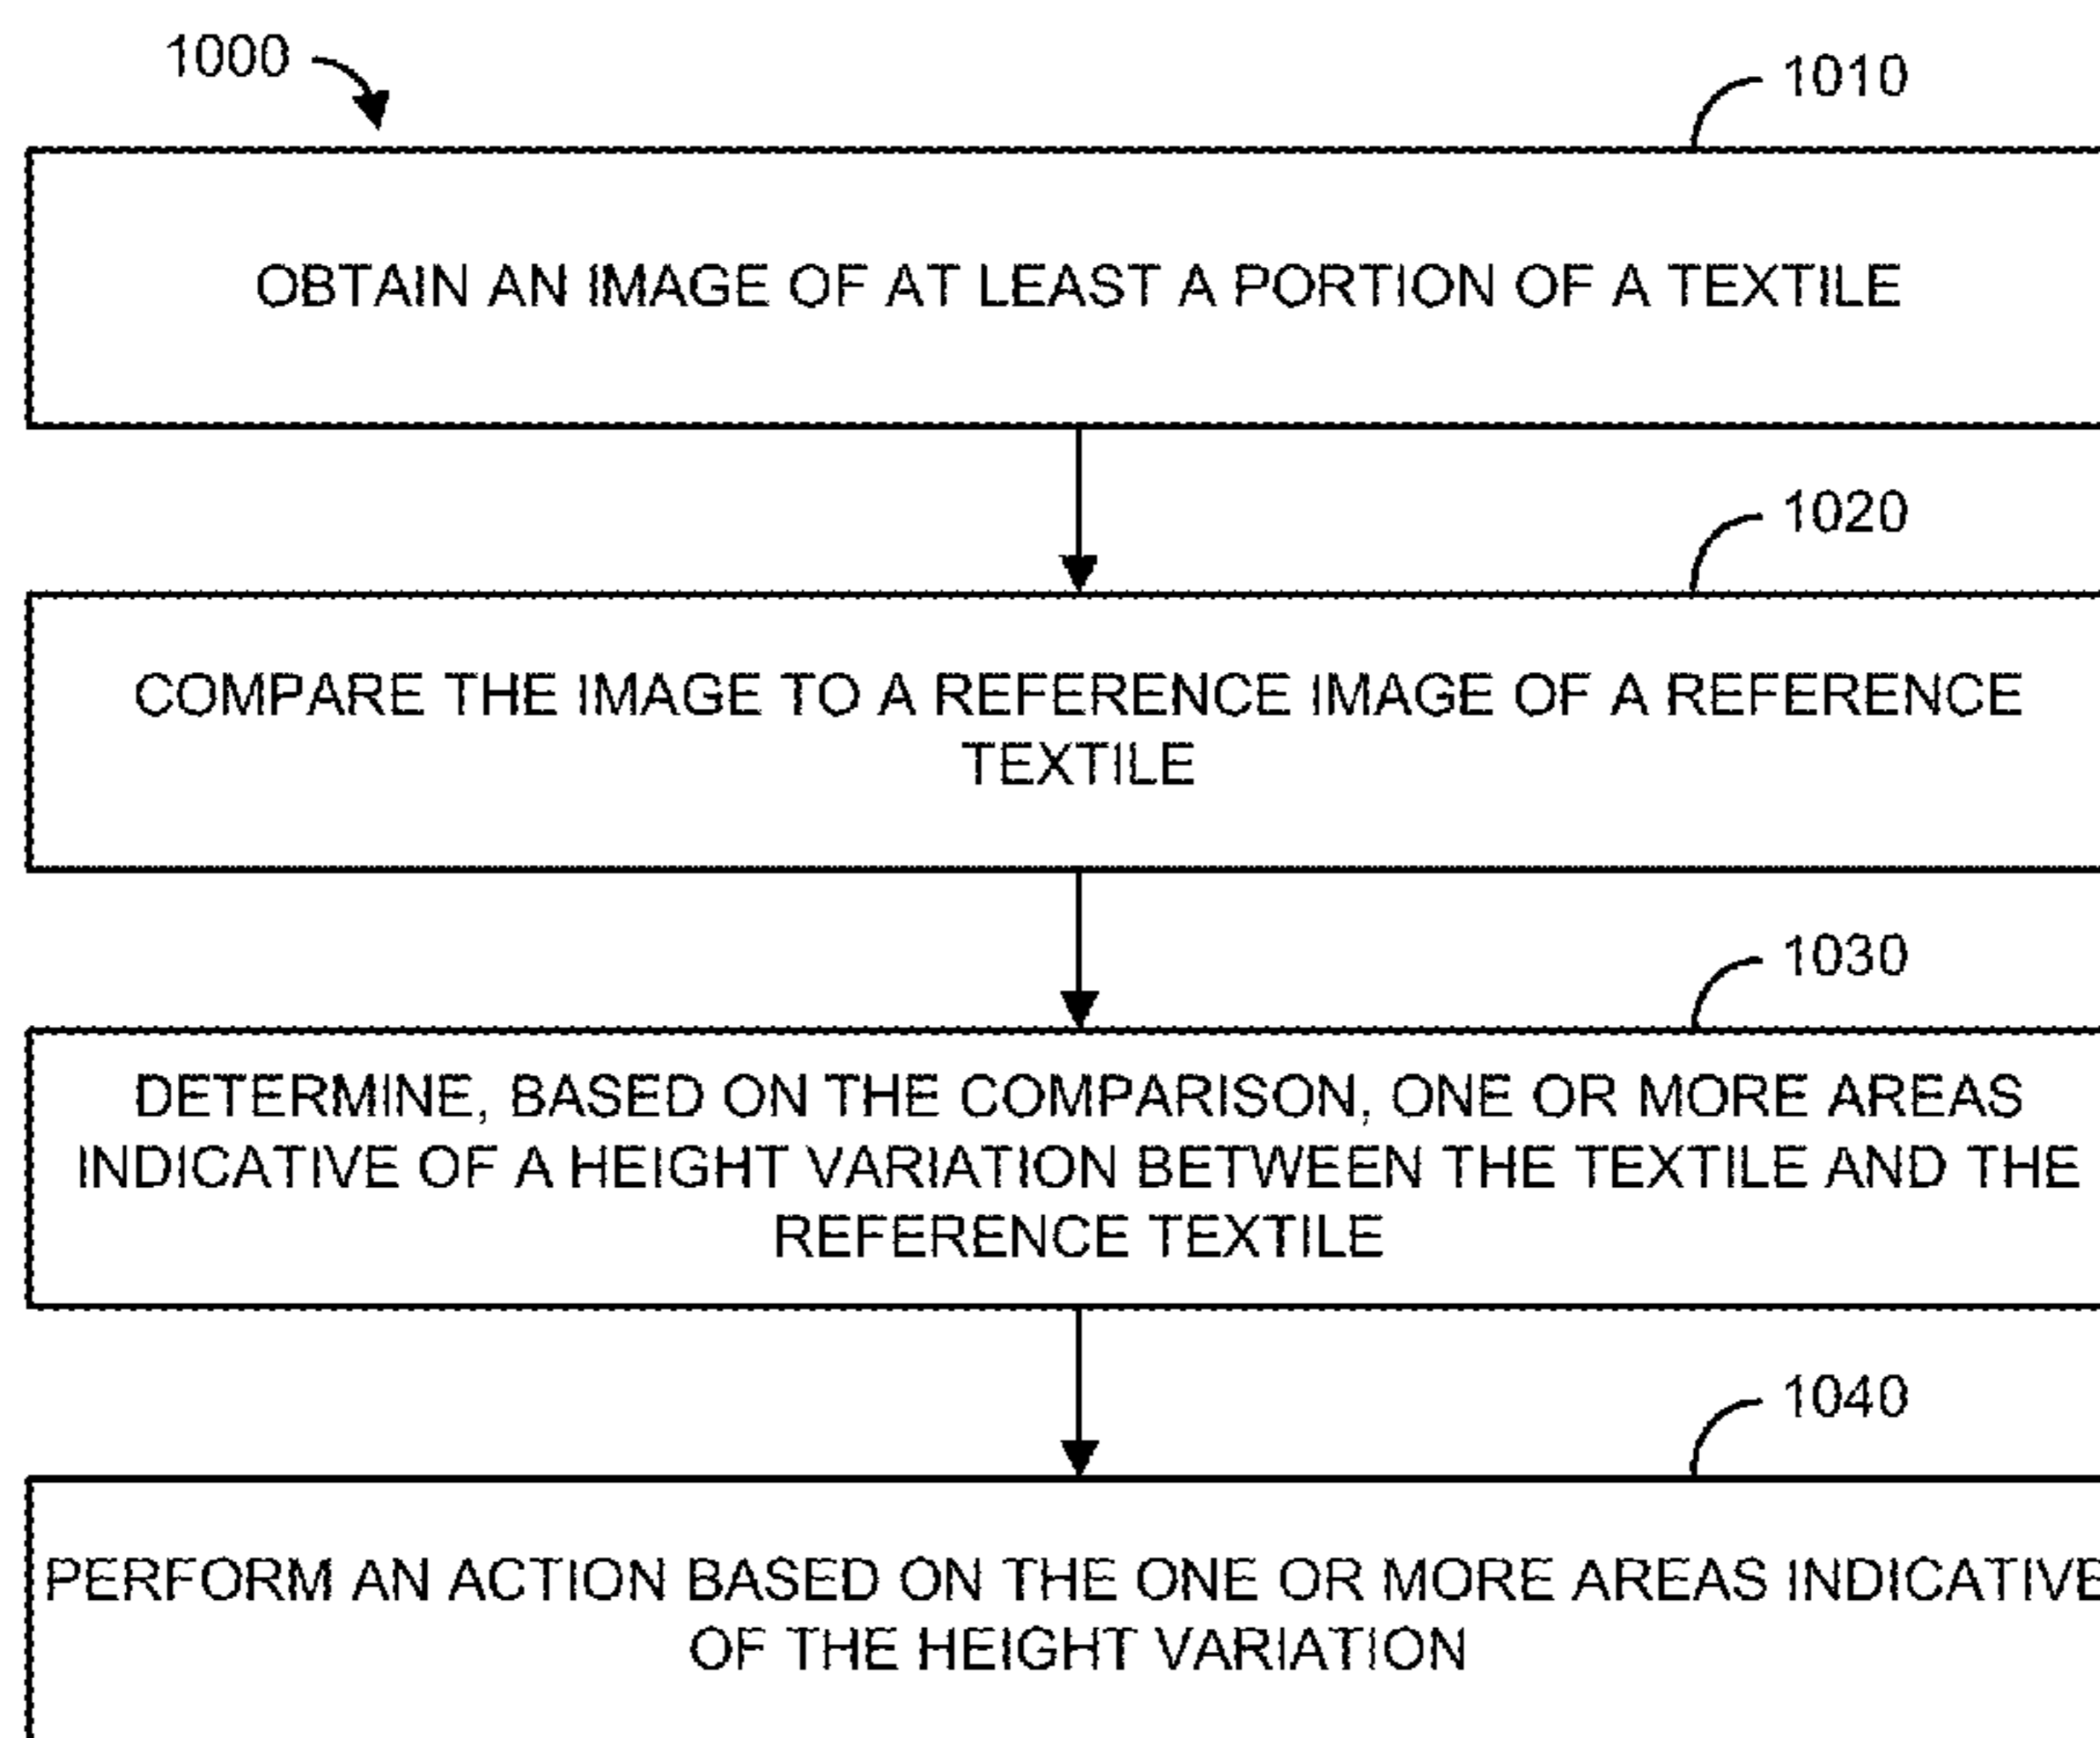 1000
1010
OBTAIN AN IMAGE OF AT LEAST A PORTION OF A TEXTILE
1020
COMPARE THE IMAGE TO A REFERENCE IMAGE OF A REFERENCE
TEXTILE
1030
DETERMINE, BASED ON THE COMPARISON, ONE OR MORE AREAS
INDICATIVE OF A HEIGHT VARIATION BETWEEN THE TEXTILE AND THE
REFERENCE TEXTILE
1040
PERFORM AN ACTION BASED ON THE ONE OR MORE AREAS INDICATIVE
OF THE HEIGHT VARIATION